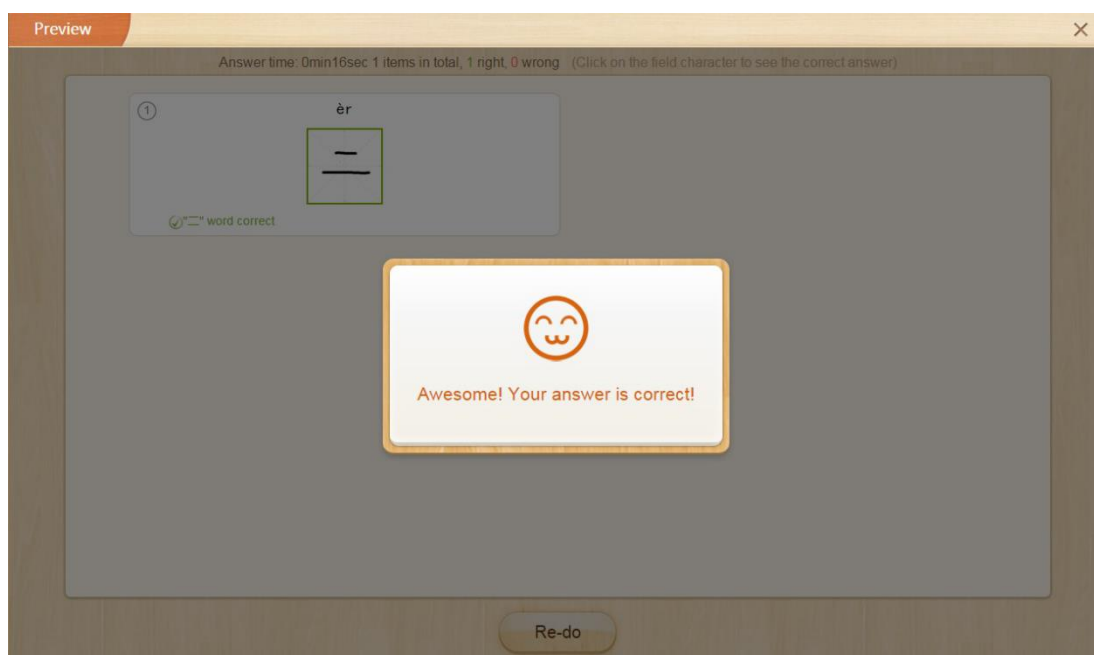 Preview
Answer time: 0min16sec 1 items in total, 1 right, 0 wrong (Click on the field character to see the correct answer)
1
èr
二
"二" word correct
Awesome! Your answer is correct!
Re-do